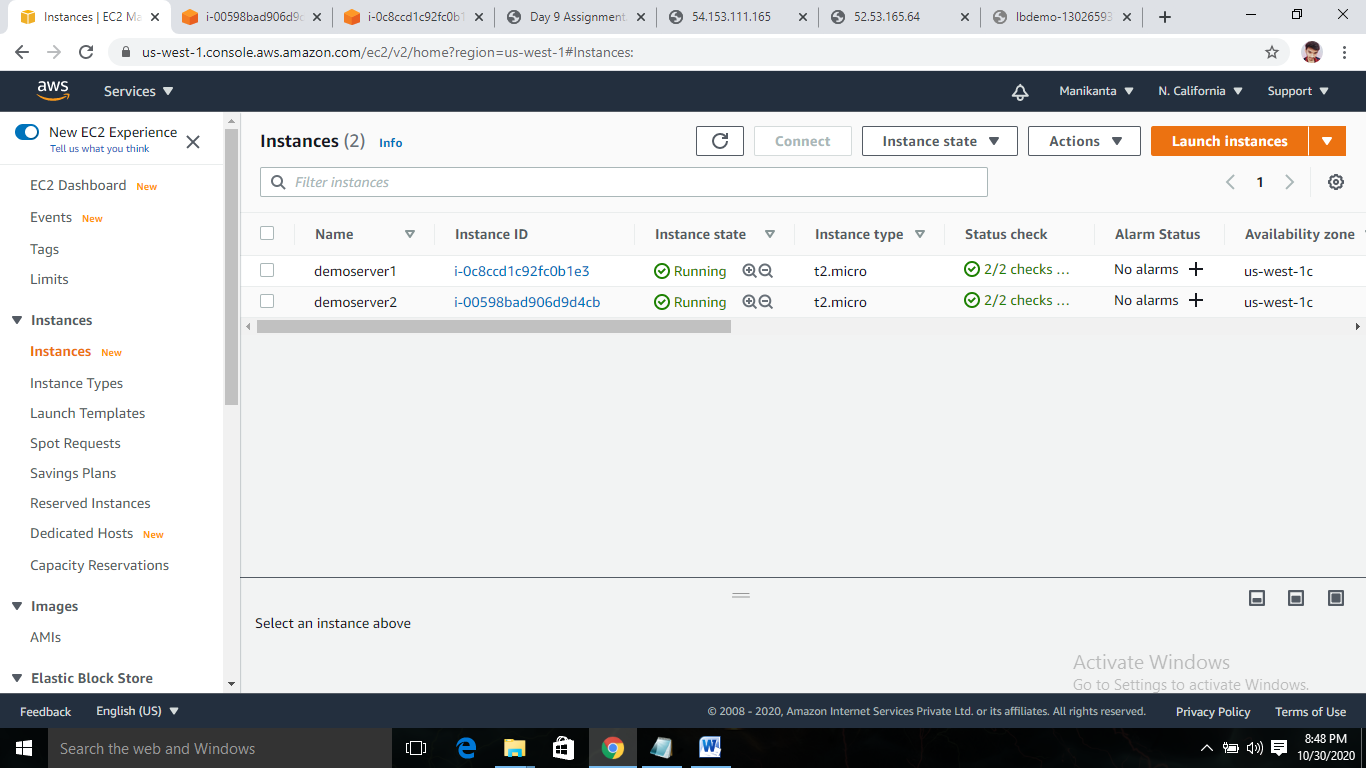 Instances | EC2 Ma
i-00598bad906d9
i-0c8ccd1c92fc0b1
Day 9 Assignment
54.153.111.165
52.53.165.64
lbdemo-13026593
us-west-1.console.aws.amazon.com/ec2/v2/home?region=us-west-1#Instances:
aws
Services
Manikanta
N. California
Support
New EC2 Experience
Tell us what you think
EC2 Dashboard New
Events New
Tags
Limits
Instances
Instances New
Instance Types
Launch Templates
Spot Requests
Savings Plans
Reserved Instances
Dedicated Hosts New
Capacity Reservations
Images
AMIs
Elastic Block Store
Instances (2) Info
Connect
Instance state
Actions
Launch instances
Filter instances
1
Name Instance ID Instance state Instance type Status check Alarm Status Availability zone
demoserver1 i-0c8ccd1c92fc0b1e3 Running t2.micro 2/2 checks ... No alarms + us-west-1c
demoserver2 i-00598bad906d9d4cb Running t2.micro 2/2 checks ... No alarms + us-west-1c
Select an instance above
Activate Windows
Go to Settings to activate Windows.
Feedback English (US) © 2008 - 2020, Amazon Internet Services Private Ltd. or its affiliates. All rights reserved. Privacy Policy Terms of Use
Search the web and Windows
8:48 PM
10/30/2020